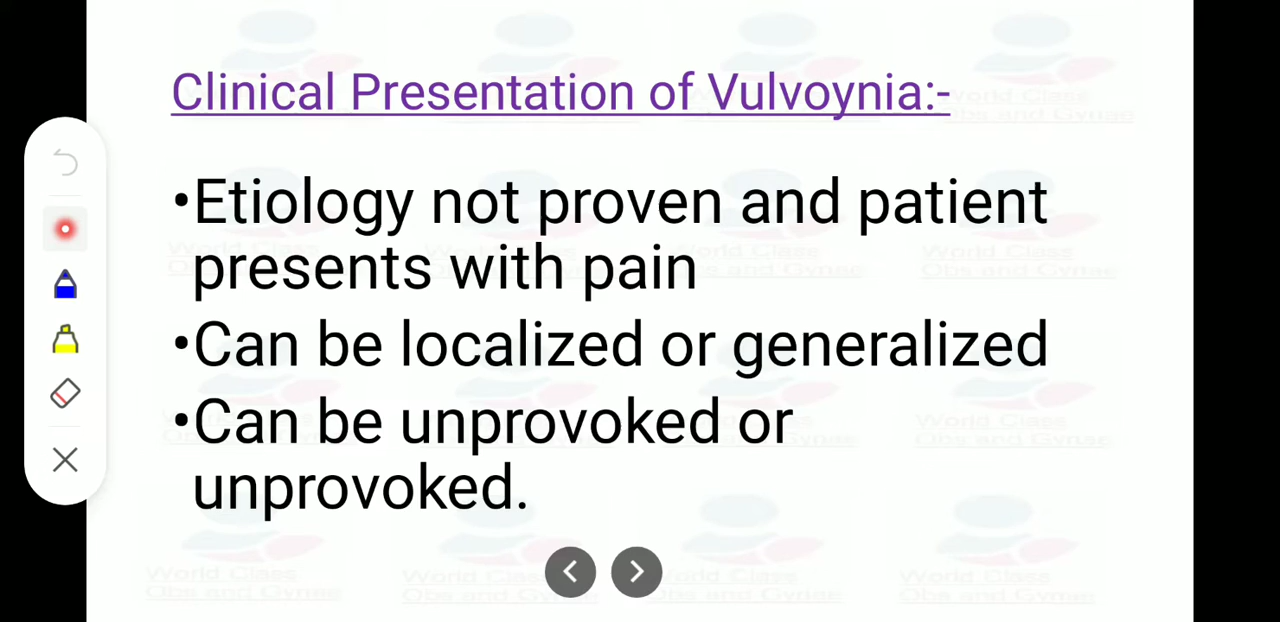 Clinical Presentation of Vulvoynia:-
•Etiology not proven and patient
presents with pain
•Can be localized or generalized
•Can be unprovoked or
unprovoked.
World Class
Obs and Gynae